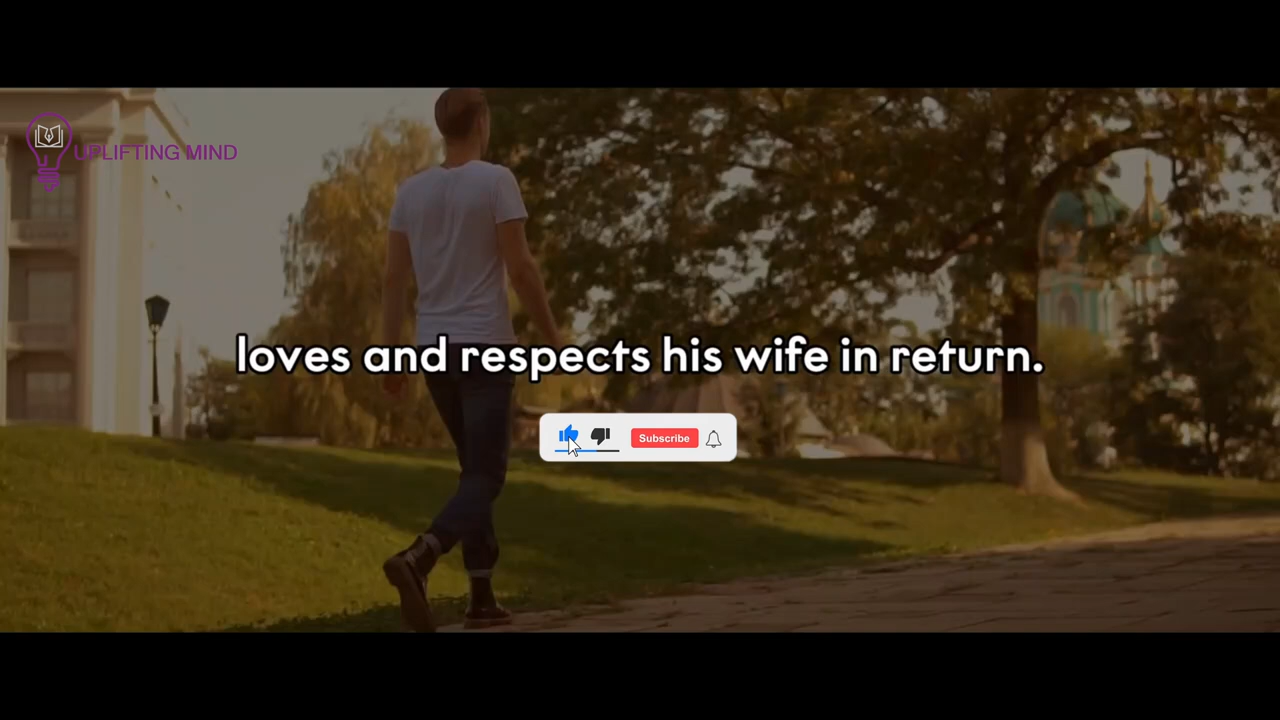 UPLIFTING MIND
loves and respects his wife in return.
Subscribe